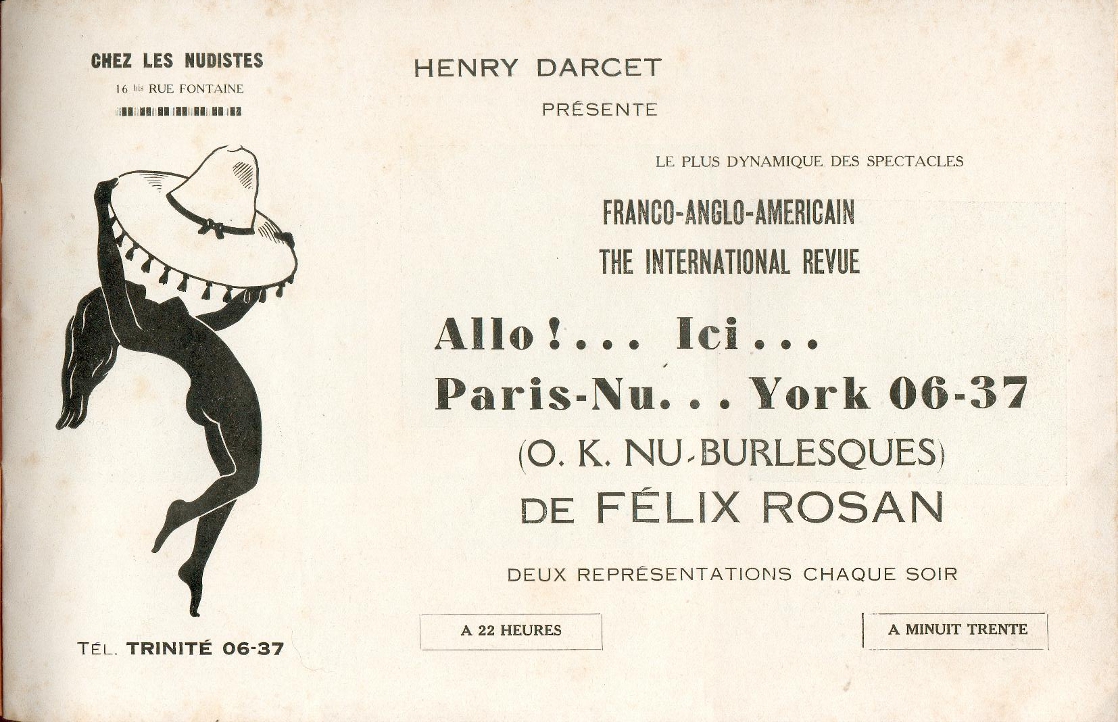 CHEZ LES NUDISTES
16 bis RUE FONTAINE
TÉL. TRINITÉ 06-37
HENRY DARCET
PRÉSENTE
LE PLUS DYNAMIQUE DES SPECTACLES
FRANCO-ANGLO-AMERICAIN
THE INTERNATIONAL REVUE
Allo !... Ici...
Paris-Nu... York 06-37
(O. K. NU-BURLESQUES)
DE FÉLIX ROSAN
DEUX REPRÉSENTATIONS CHAQUE SOIR
A 22 HEURES
A MINUIT TRENTE